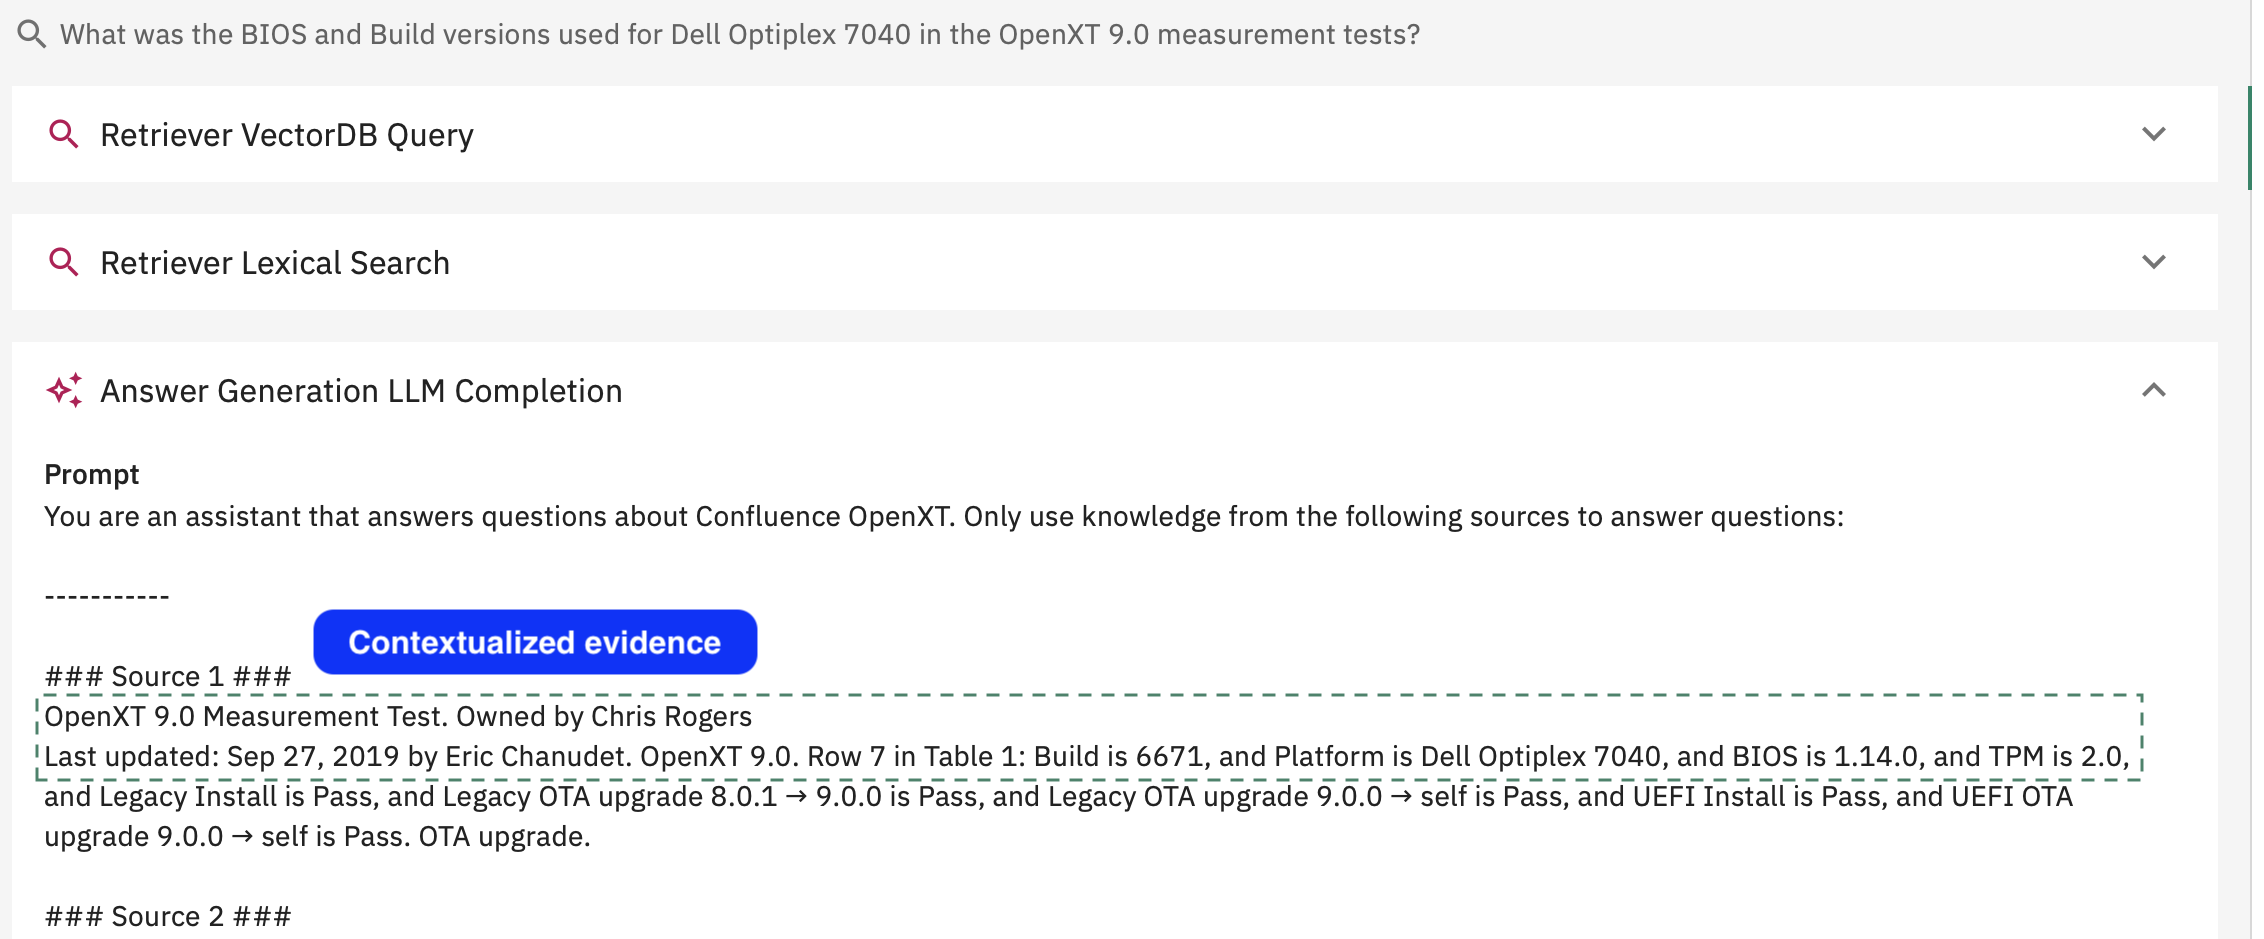 What was the BIOS and Build versions used for Dell Optiplex 7040 in the OpenXT 9.0 measurement tests?
Retriever VectorDB Query
Retriever Lexical Search
Answer Generation LLM Completion
Prompt
You are an assistant that answers questions about Confluence OpenXT. Only use knowledge from the following sources to answer questions:
-----------
Contextualized evidence
### Source 1 ###
OpenXT 9.0 Measurement Test. Owned by Chris Rogers
Last updated: Sep 27, 2019 by Eric Chanudet. OpenXT 9.0. Row 7 in Table 1: Build is 6671, and Platform is Dell Optiplex 7040, and BIOS is 1.14.0, and TPM is 2.0,
and Legacy Install is Pass, and Legacy OTA upgrade 8.0.1 → 9.0.0 is Pass, and Legacy OTA upgrade 9.0.0 → self is Pass, and UEFI Install is Pass, and UEFI OTA
upgrade 9.0.0 → self is Pass. OTA upgrade.
### Source 2 ###